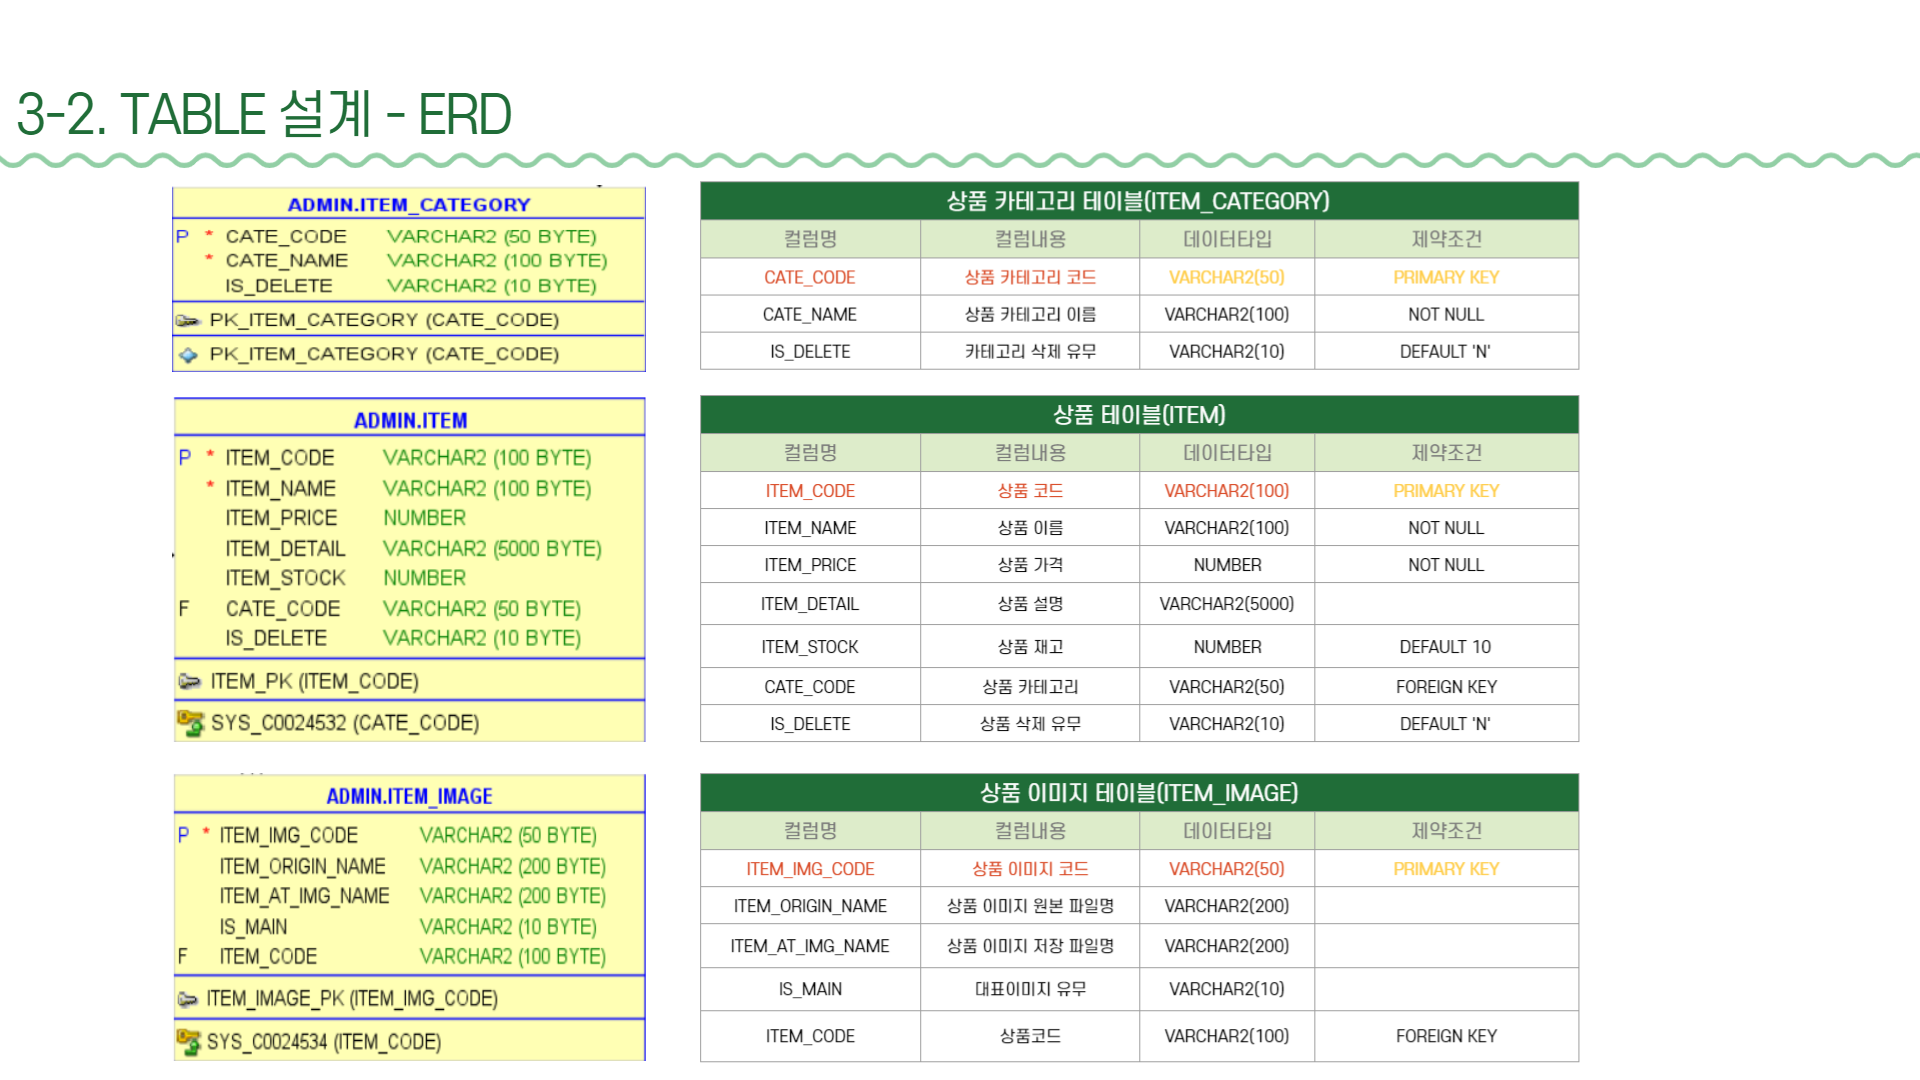 3-2. TABLE 설계 - ERD
ADMIN.ITEM_CATEGORY
P * CATE_CODE VARCHAR2 (50 BYTE)
* CATE_NAME VARCHAR2 (100 BYTE)
IS_DELETE VARCHAR2 (10 BYTE)
PK_ITEM_CATEGORY (CATE_CODE)
PK_ITEM_CATEGORY (CATE_CODE)
상품 카테고리 테이블(ITEM_CATEGORY)
컬럼명 컬럼내용 데이터타입 제약조건
CATE_CODE 상품 카테고리 코드 VARCHAR2(50) PRIMARY KEY
CATE_NAME 상품 카테고리 이름 VARCHAR2(100) NOT NULL
IS_DELETE 카테고리 삭제 유무 VARCHAR2(10) DEFAULT 'N'
ADMIN.ITEM
P * ITEM_CODE VARCHAR2 (100 BYTE)
* ITEM_NAME VARCHAR2 (100 BYTE)
ITEM_PRICE NUMBER
ITEM_DETAIL VARCHAR2 (5000 BYTE)
ITEM_STOCK NUMBER
F CATE_CODE VARCHAR2 (50 BYTE)
IS_DELETE VARCHAR2 (10 BYTE)
ITEM_PK (ITEM_CODE)
SYS_C0024532 (CATE_CODE)
상품 테이블(ITEM)
컬럼명 컬럼내용 데이터타입 제약조건
ITEM_CODE 상품 코드 VARCHAR2(100) PRIMARY KEY
ITEM_NAME 상품 이름 VARCHAR2(100) NOT NULL
ITEM_PRICE 상품 가격 NUMBER NOT NULL
ITEM_DETAIL 상품 설명 VARCHAR2(5000)
ITEM_STOCK 상품 재고 NUMBER DEFAULT 10
CATE_CODE 상품 카테고리 VARCHAR2(50) FOREIGN KEY
IS_DELETE 상품 삭제 유무 VARCHAR2(10) DEFAULT 'N'
ADMIN.ITEM_IMAGE
P * ITEM_IMG_CODE VARCHAR2 (50 BYTE)
ITEM_ORIGIN_NAME VARCHAR2 (200 BYTE)
ITEM_AT_IMG_NAME VARCHAR2 (200 BYTE)
IS_MAIN VARCHAR2 (10 BYTE)
F ITEM_CODE VARCHAR2 (100 BYTE)
ITEM_IMAGE_PK (ITEM_IMG_CODE)
SYS_C0024534 (ITEM_CODE)
상품 이미지 테이블(ITEM_IMAGE)
컬럼명 컬럼내용 데이터타입 제약조건
ITEM_IMG_CODE 상품 이미지 코드 VARCHAR2(50) PRIMARY KEY
ITEM_ORIGIN_NAME 상품 이미지 원본 파일명 VARCHAR2(200)
ITEM_AT_IMG_NAME 상품 이미지 저장 파일명 VARCHAR2(200)
IS_MAIN 대표이미지 유무 VARCHAR2(10)
ITEM_CODE 상품코드 VARCHAR2(100) FOREIGN KEY